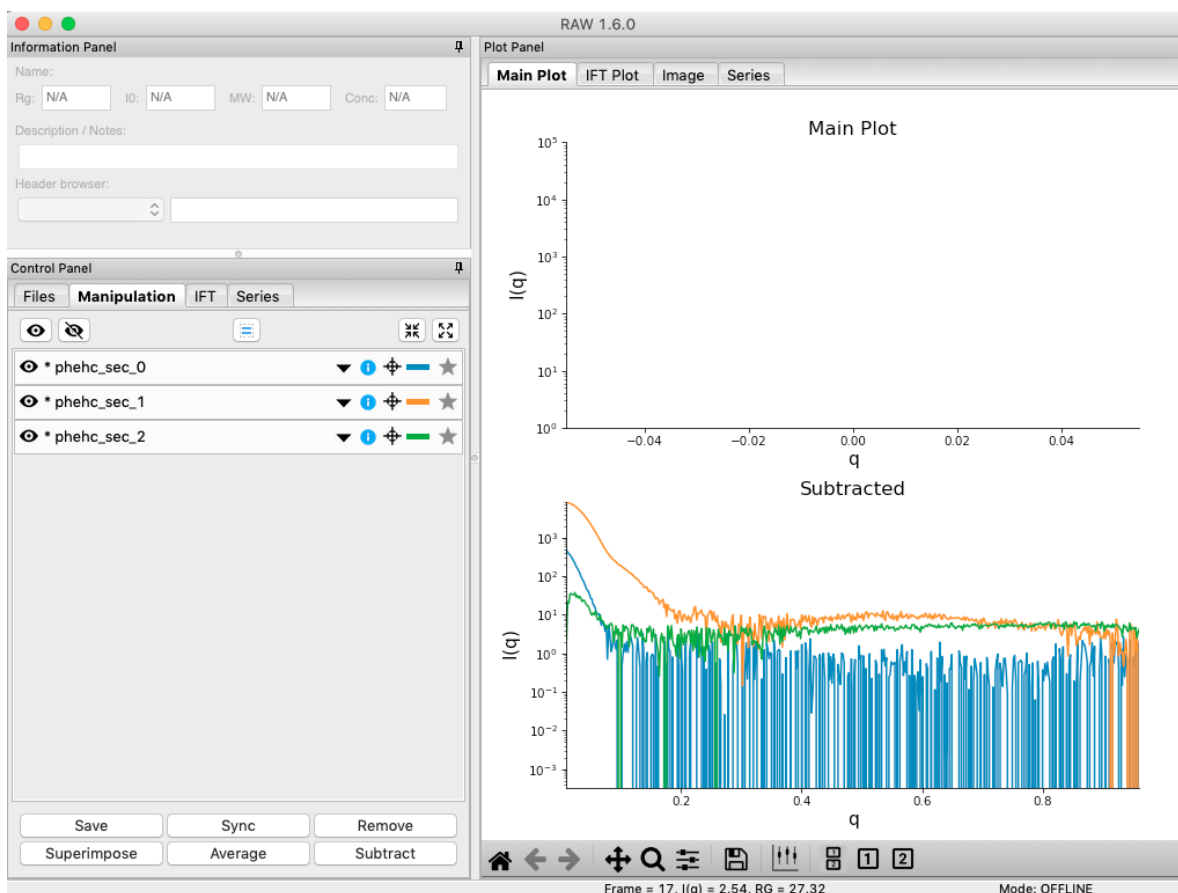 RAW 1.6.0
Information Panel
Name:
Rg: N/A I0: N/A MW: N/A Conc: N/A
Description / Notes:
Header browser:
Control Panel
Files Manipulation IFT Series
* phehc_sec_0
* phehc_sec_1
* phehc_sec_2
Save Sync Remove
Superimpose Average Subtract
Plot Panel
Main Plot IFT Plot Image Series
Main Plot
10⁵
10⁴
10³
10²
10¹
10⁰
I(q)
−0.04 −0.02 0.00 0.02 0.04
q
Subtracted
10³
10²
10¹
10⁰
10⁻¹
10⁻²
10⁻³
I(q)
0.2 0.4 0.6 0.8
q
1 2 1 2
Frame = 17, I(q) = 2.54, RG = 27.32 Mode: OFFLINE